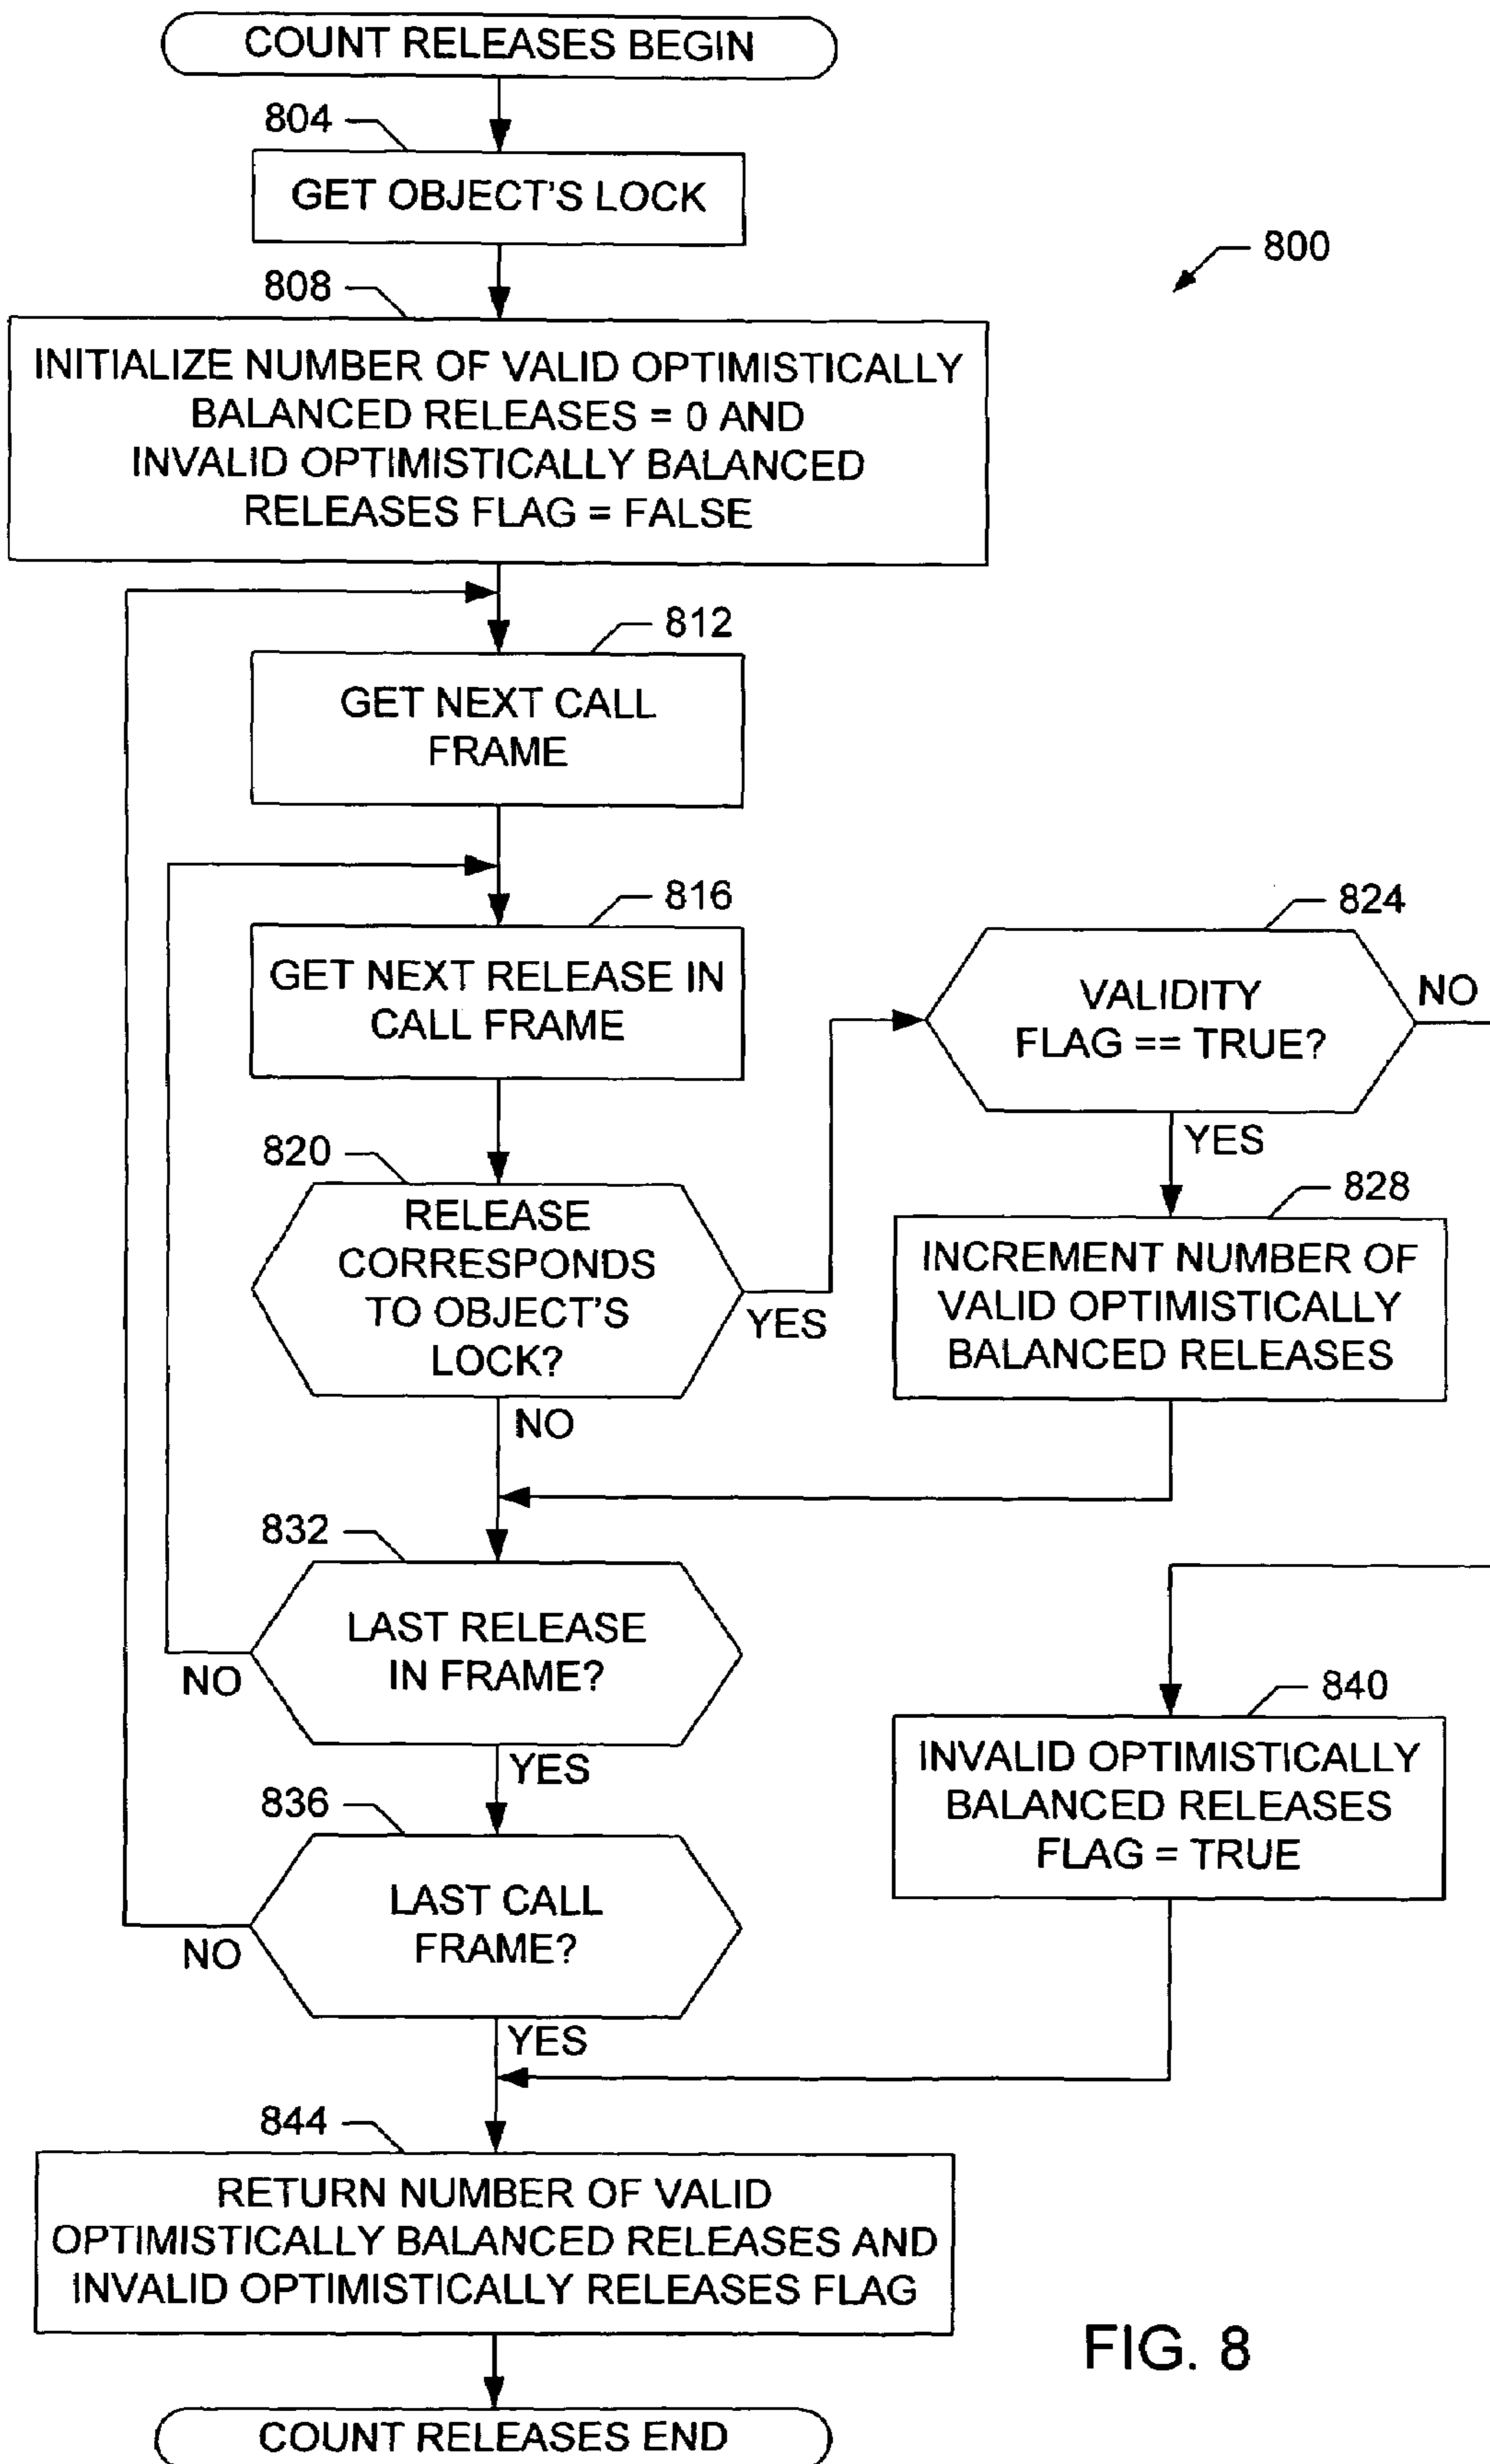 COUNT RELEASES BEGIN
804
GET OBJECT'S LOCK
800
808
INITIALIZE NUMBER OF VALID OPTIMISTICALLY
BALANCED RELEASES = 0 AND
INVALID OPTIMISTICALLY BALANCED
RELEASES FLAG = FALSE
812
GET NEXT CALL
FRAME
816
GET NEXT RELEASE IN
CALL FRAME
820
RELEASE
CORRESPONDS
TO OBJECT'S
LOCK?
YES
NO
824
VALIDITY
FLAG == TRUE?
NO
YES
828
INCREMENT NUMBER OF
VALID OPTIMISTICALLY
BALANCED RELEASES
832
LAST RELEASE
IN FRAME?
NO
YES
836
LAST CALL
FRAME?
NO
YES
840
INVALID OPTIMISTICALLY
BALANCED RELEASES
FLAG = TRUE
844
RETURN NUMBER OF VALID
OPTIMISTICALLY BALANCED RELEASES AND
INVALID OPTIMISTICALLY RELEASES FLAG
COUNT RELEASES END
FIG. 8